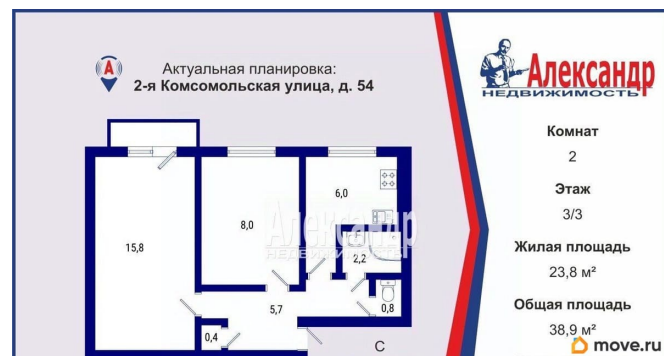 Актуальная планировка:
2-я Комсомольская улица, д. 54
Александр
НЕДВИЖИМОСТЬ
Комнат
2
Этаж
3/3
Жилая площадь
23,8 м²
Общая площадь
38,9 м²
15,8
8,0
6,0
2,2
0,8
5,7
0,4
С
Александр
НЕДВИЖИМОСТЬ
move.ru